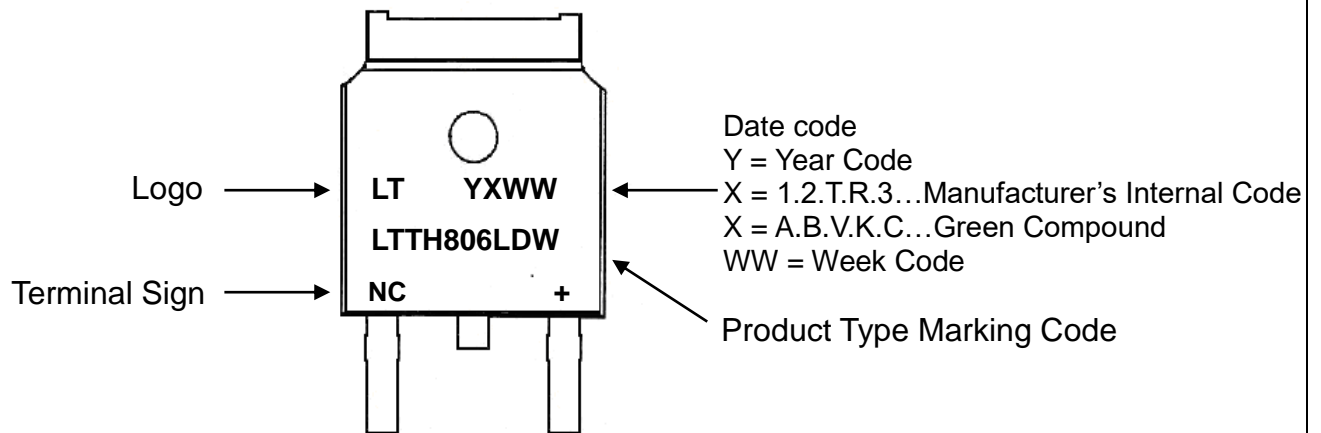 Date code
Y = Year Code
Logo
LT YXWW
X = 1.2.T.R.3…Manufacturer’s Internal Code
X = A.B.V.K.C…Green Compound
LTTH806LDW
WW = Week Code
Terminal Sign
NC +
Product Type Marking Code